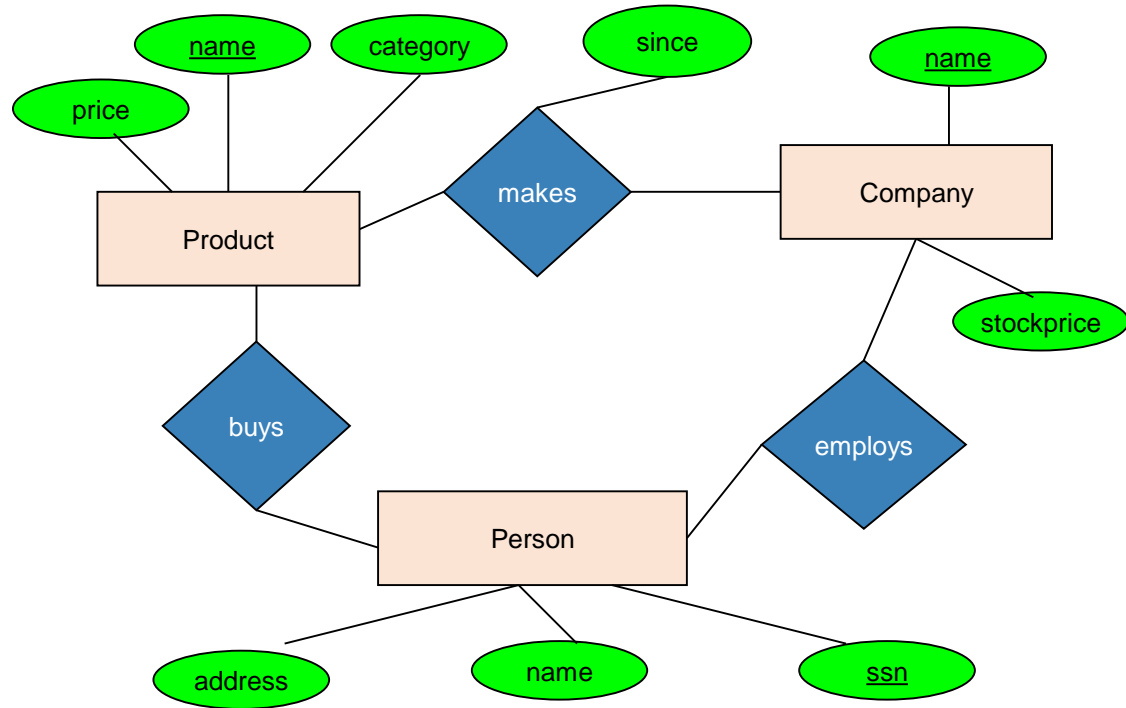 name
category
since
name
price
makes
Company
Product
stockprice
buys
employs
Person
address
name
ssn